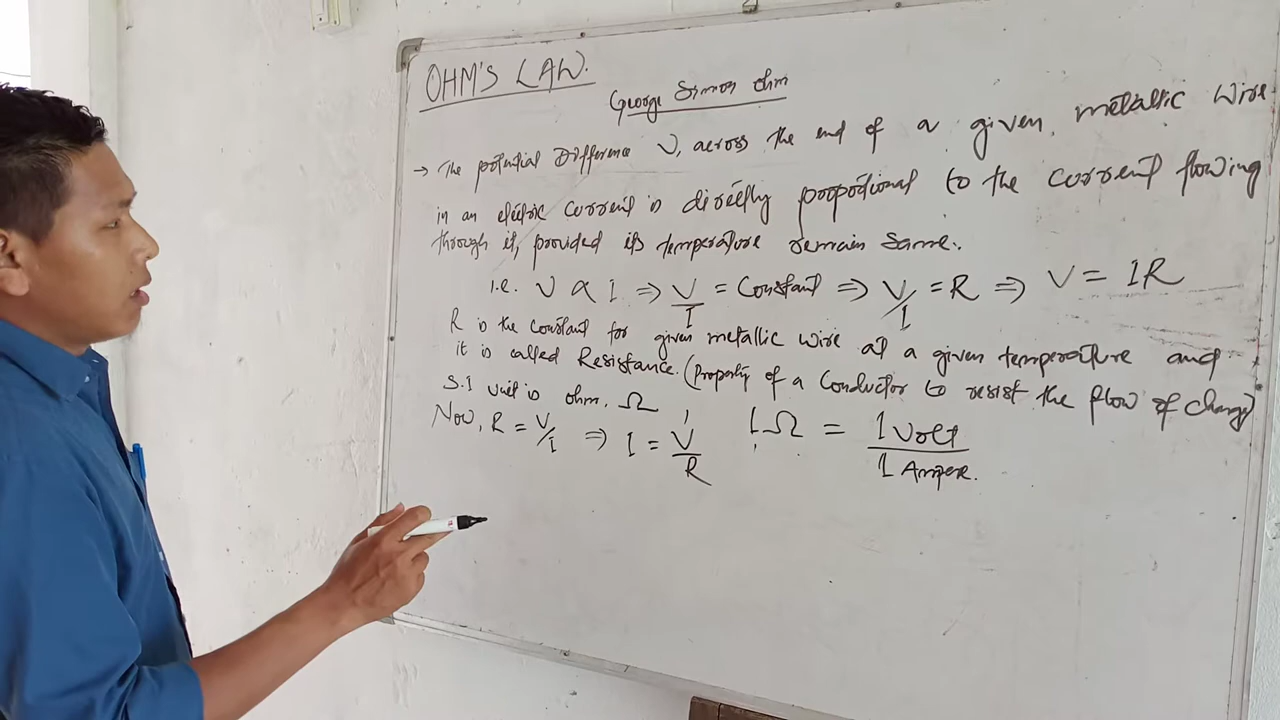 OHM'S LAW.
George Simon Ohm
→ The potential Difference V, across the end of a given, metallic wire
in an electric current is directly propotional to the current flowing
through it, provided its temperature remain same.
i.e. V ∝ I ⇒ V/I = Constant ⇒ V/I = R ⇒ V = IR
R is the constant for given metallic wire at a given temperature and
it is called Resistance. (Property of a Conductor to resist the flow of charge)
S.I unit is ohm, Ω
Now, R = V/I ⇒ I = V/R , 1Ω = 1 Volt / 1 Amper.